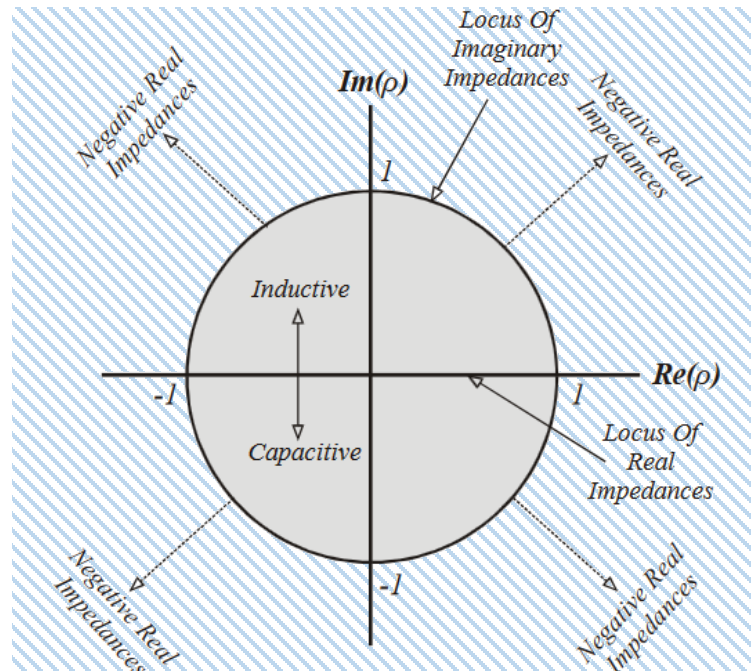 Locus Of
Imaginary
Impedances
Im(ρ)
Negative Real
Impedances
Negative Real
Impedances
1
Inductive
Re(ρ)
-1
1
Capacitive
Locus Of
Real
Impedances
-1
Negative Real
Impedances
Negative Real
Impedances